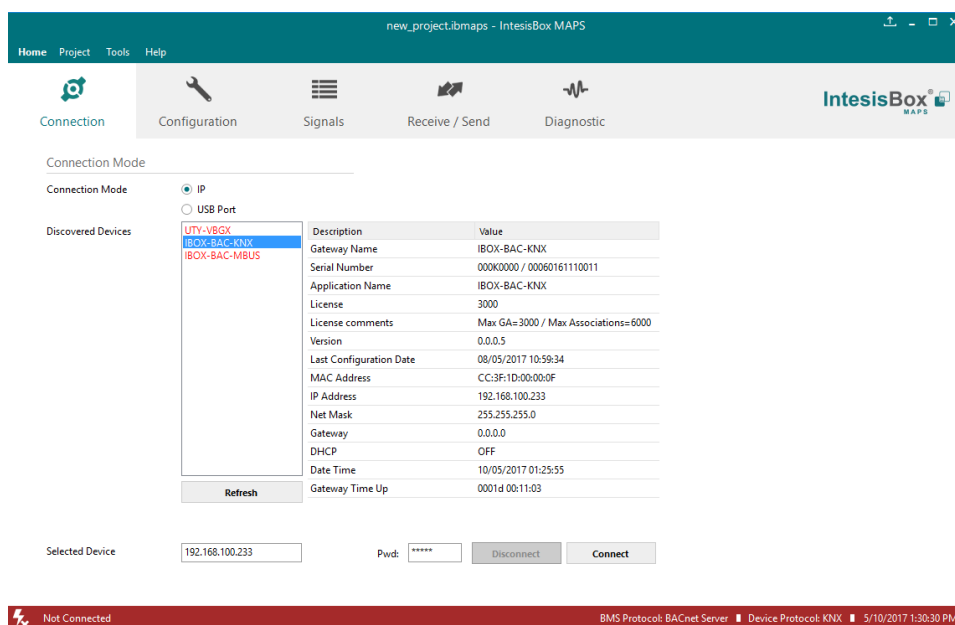 new_project.ibmaps - IntesisBox MAPS
Home Project Tools Help
Connection Configuration Signals Receive / Send Diagnostic
IntesisBox® MAPS
Connection Mode
Connection Mode IP
USB Port
Discovered Devices
UTY-VBGX
IBOX-BAC-KNX
IBOX-BAC-MBUS
Description Value
Gateway Name IBOX-BAC-KNX
Serial Number 000K0000 / 00060161110011
Application Name IBOX-BAC-KNX
License 3000
License comments Max GA=3000 / Max Associations=6000
Version 0.0.0.5
Last Configuration Date 08/05/2017 10:59:34
MAC Address CC:3F:1D:00:00:0F
IP Address 192.168.100.233
Net Mask 255.255.255.0
Gateway 0.0.0.0
DHCP OFF
Date Time 10/05/2017 01:25:55
Gateway Time Up 0001d 00:11:03
Refresh
Selected Device 192.168.100.233 Pwd: ***** Disconnect Connect
Not Connected BMS Protocol: BACnet Server Device Protocol: KNX 5/10/2017 1:30:30 PM